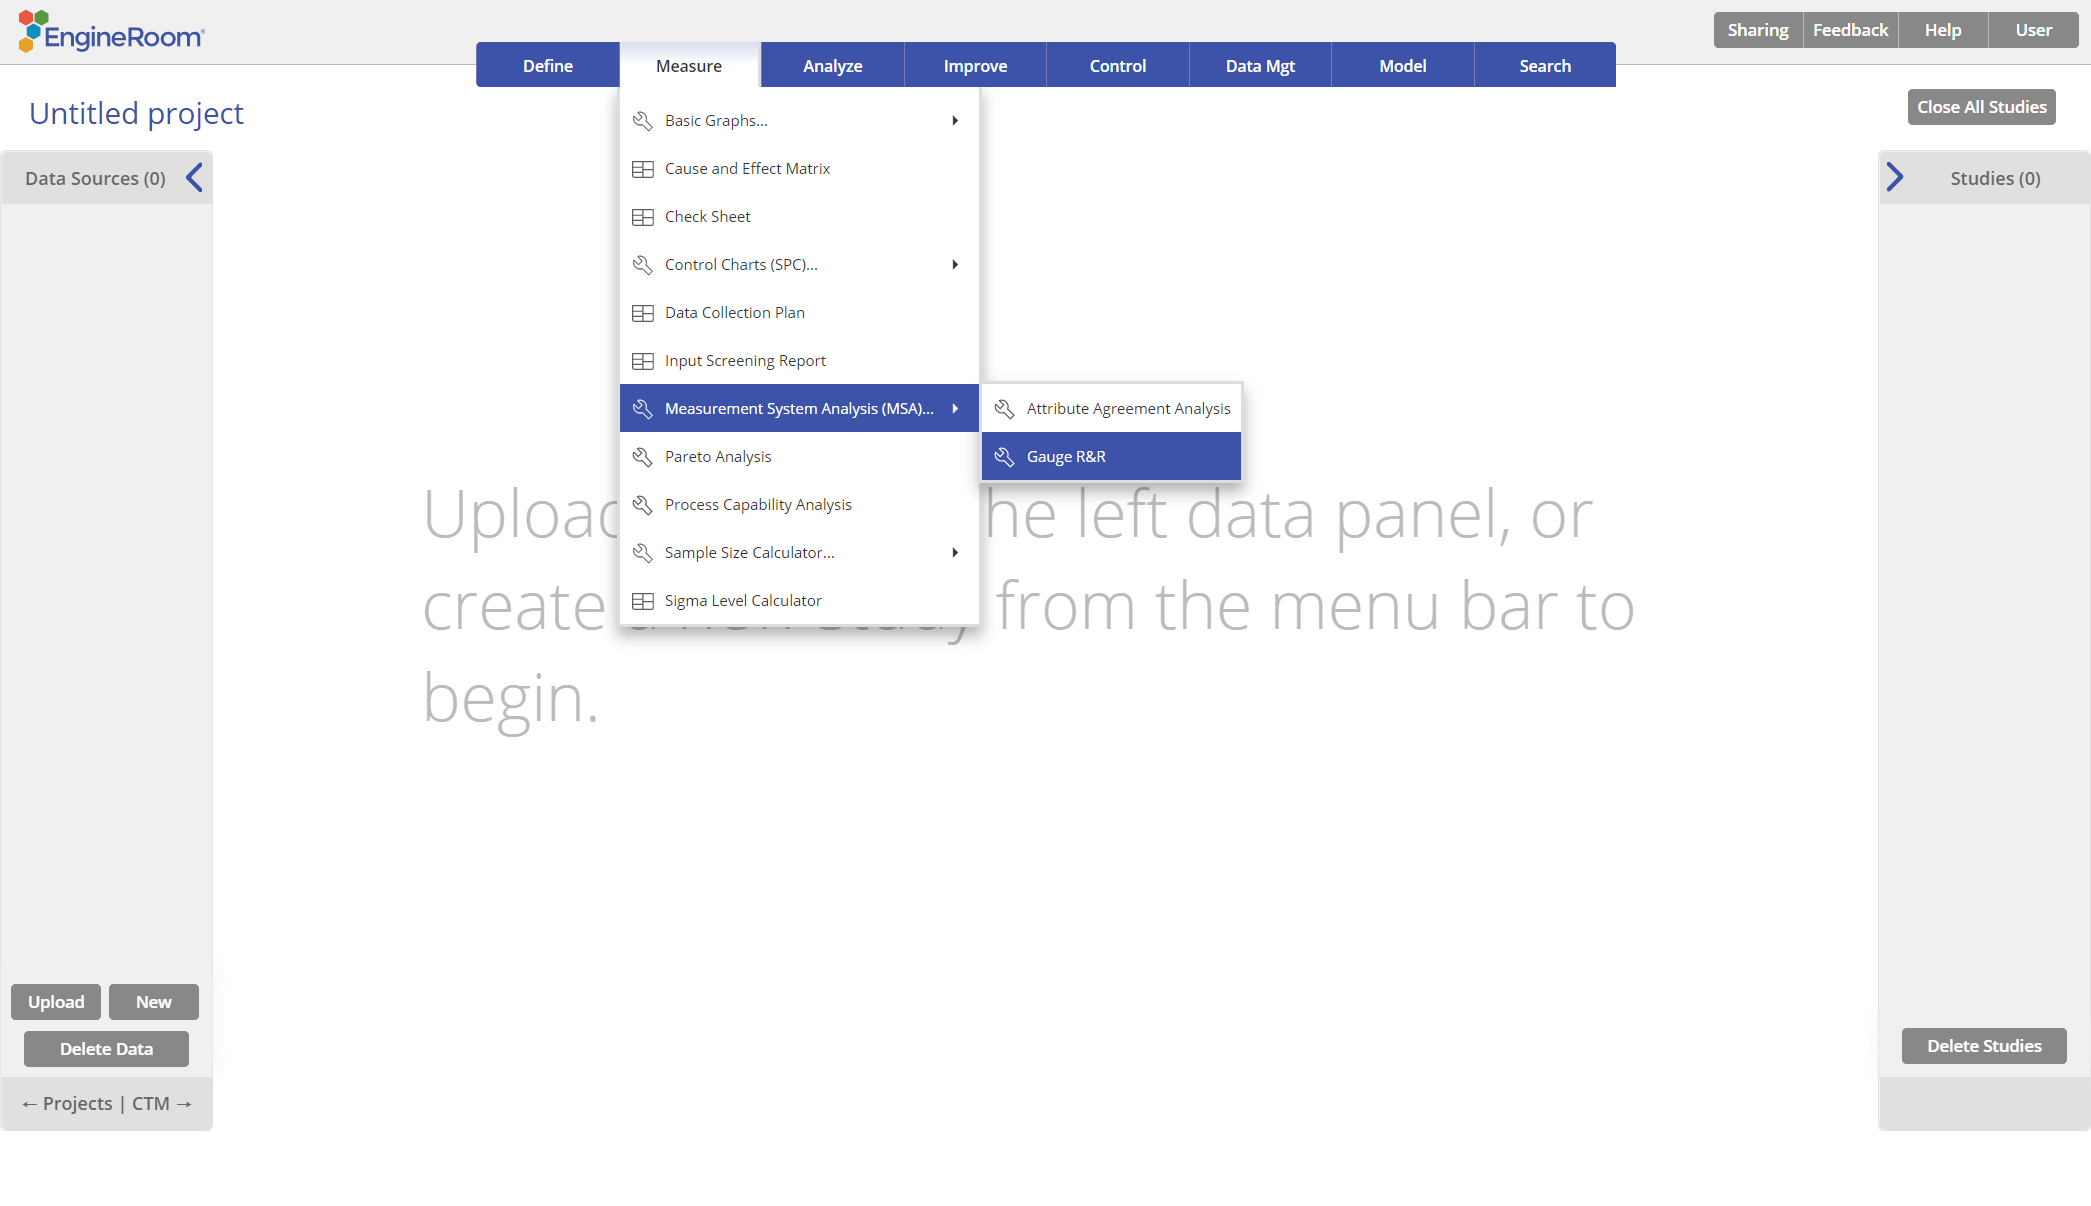 EngineRoom®
Sharing
Feedback
Help
User
Define
Measure
Analyze
Improve
Control
Data Mgt
Model
Search
Untitled project
Close All Studies
Data Sources (0)
Studies (0)
Basic Graphs...
Cause and Effect Matrix
Check Sheet
Control Charts (SPC)...
Data Collection Plan
Input Screening Report
Measurement System Analysis (MSA)...
Attribute Agreement Analysis
Gauge R&R
Pareto Analysis
Process Capability Analysis
Sample Size Calculator...
Sigma Level Calculator
Upload left data panel, or
create from the menu bar to
begin.
Upload
New
Delete Data
Delete Studies
← Projects | CTM →